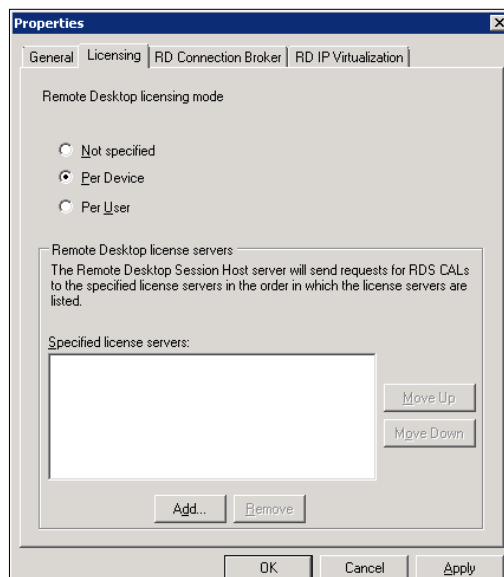 Properties
General
Licensing
RD Connection Broker
RD IP Virtualization
Remote Desktop licensing mode
Not specified
Per Device
Per User
Remote Desktop license servers
The Remote Desktop Session Host server will send requests for RDS CALs
to the specified license servers in the order in which the license servers are
listed.
Specified license servers:
Move Up
Move Down
Add...
Remove
OK
Cancel
Apply